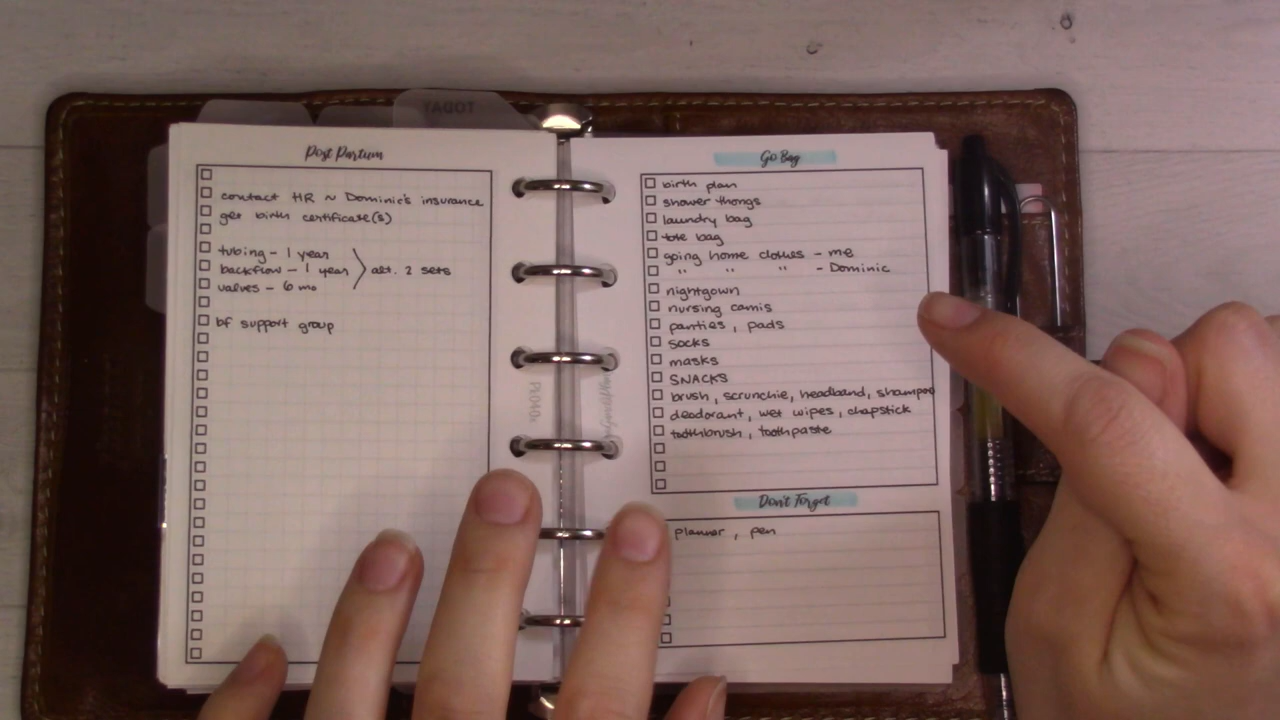 TODAY
Post Partum
contact HR ~ Dominic's insurance
get birth certificate(s)
tubing - 1 year
backflow - 1 year > alt. 2 sets
valves - 6 mo
bf support group
Go Bag
birth plan
shower thongs
laundry bag
tote bag
going home clothes - me
" " " - Dominic
nightgown
nursing camis
panties, pads
socks
masks
SNACKS
brush, scrunchie, headband, shampoo
deodorant, wet wipes, chapstick
toothbrush, toothpaste
Don't Forget
planner, pen